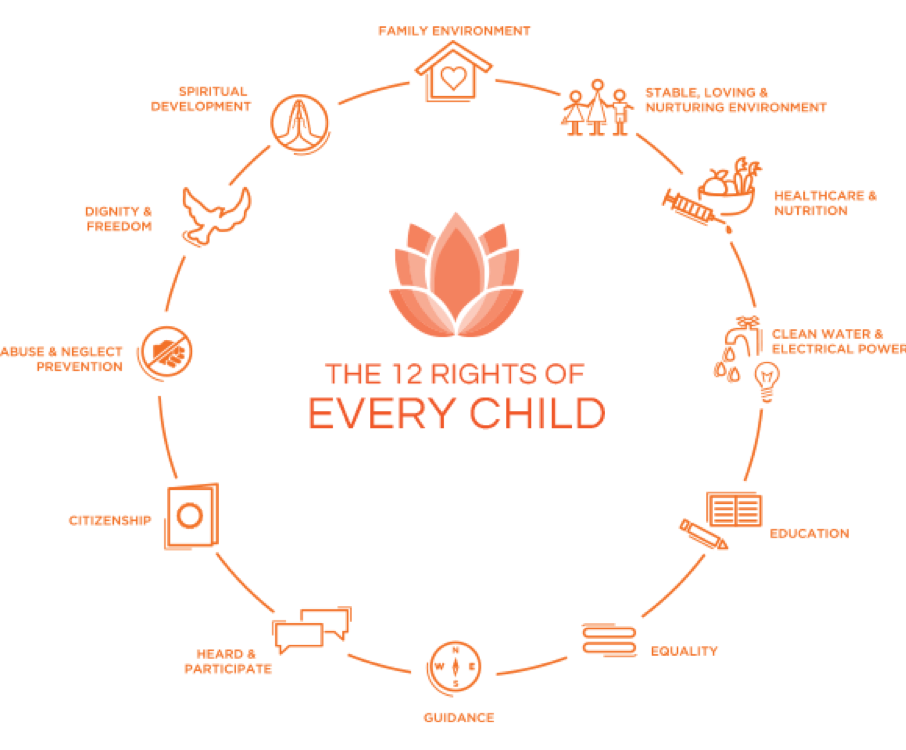 FAMILY ENVIRONMENT
STABLE, LOVING &
NURTURING ENVIRONMENT
HEALTHCARE &
NUTRITION
CLEAN WATER &
ELECTRICAL POWER
EDUCATION
EQUALITY
GUIDANCE
HEARD &
PARTICIPATE
CITIZENSHIP
ABUSE & NEGLECT
PREVENTION
DIGNITY &
FREEDOM
SPIRITUAL
DEVELOPMENT
THE 12 RIGHTS OF
EVERY CHILD
N
W E
S